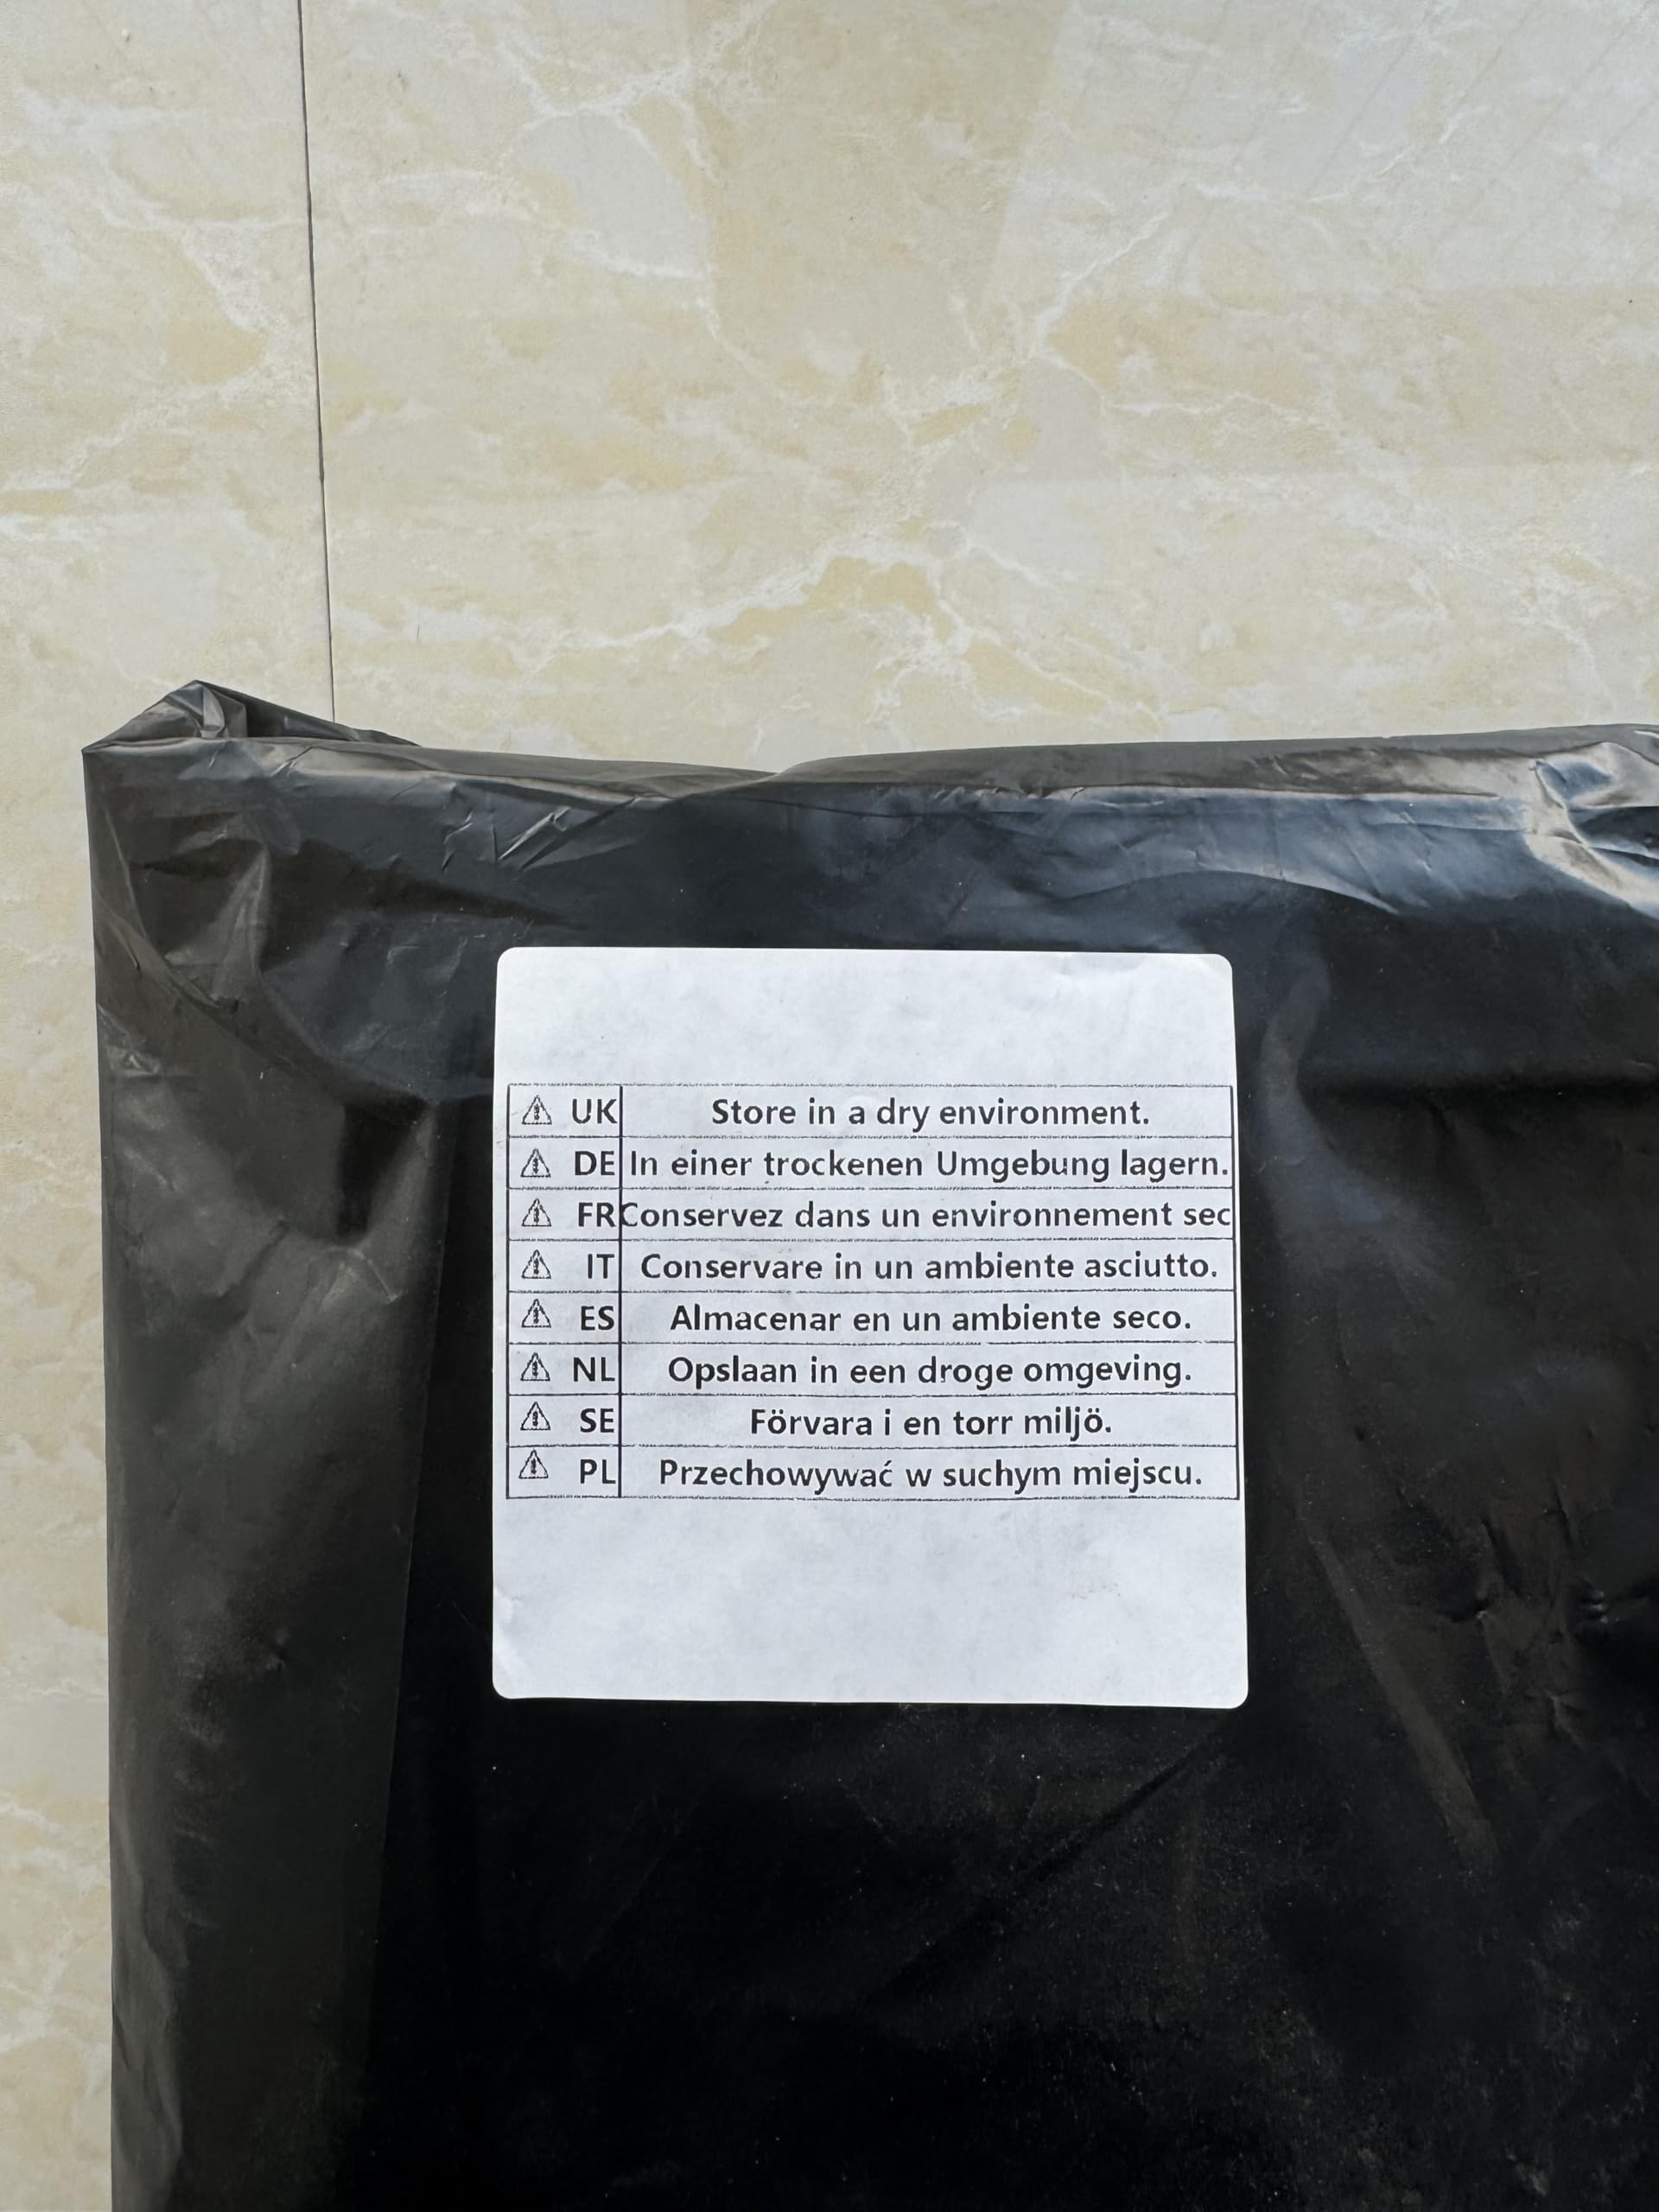 ⚠ UK Store in a dry environment.
⚠ DE In einer trockenen Umgebung lagern.
⚠ FR Conservez dans un environnement sec
⚠ IT Conservare in un ambiente asciutto.
⚠ ES Almacenar en un ambiente seco.
⚠ NL Opslaan in een droge omgeving.
⚠ SE Förvara i en torr miljö.
⚠ PL Przechowywać w suchym miejscu.